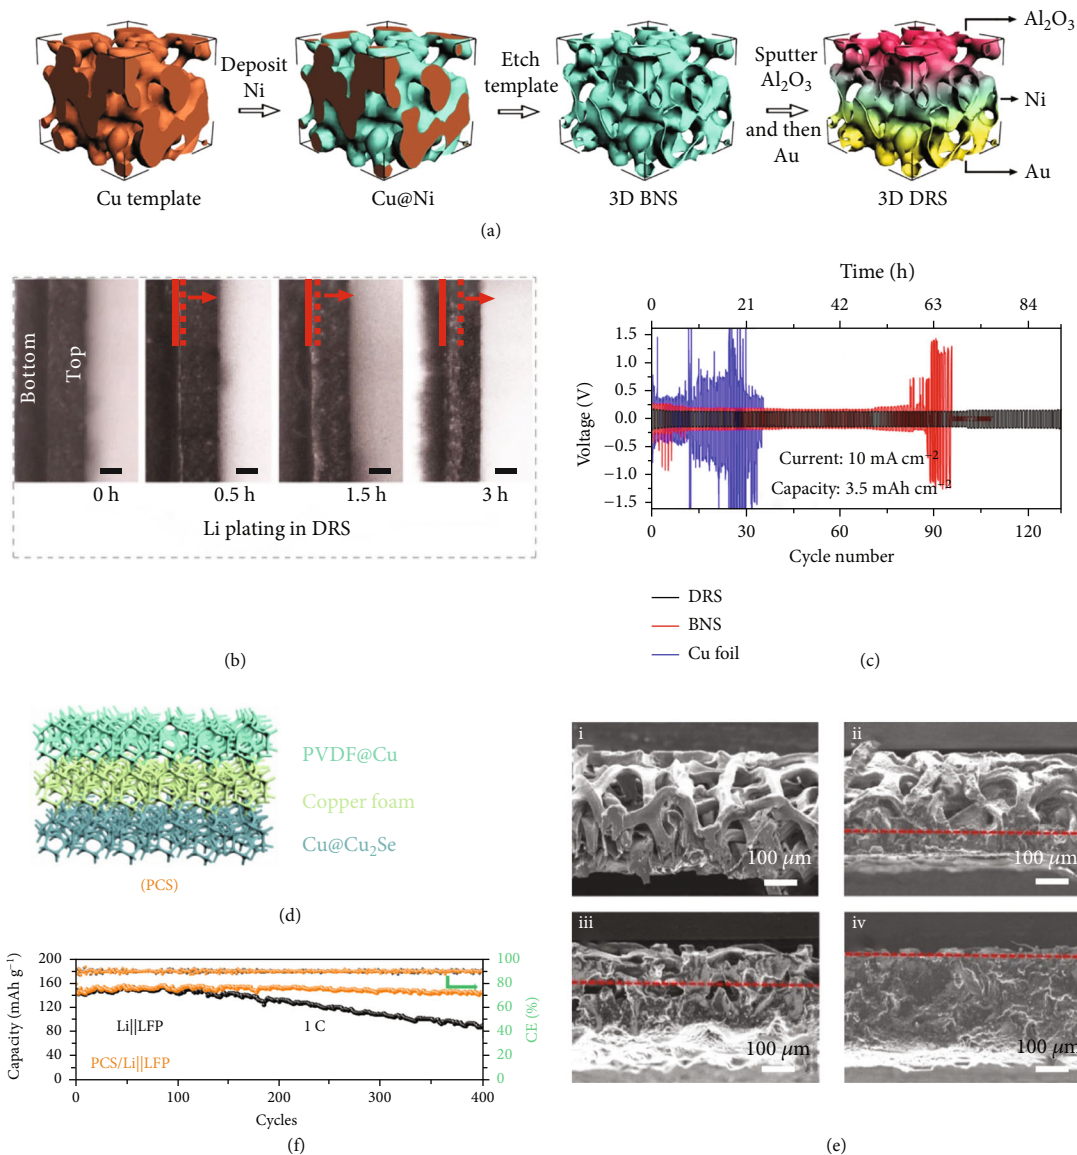 Deposit
Ni
Etch
template
Sputter
Al₂O₃
and then
Au
Al₂O₃
Ni
Au
Cu template
Cu@Ni
3D BNS
3D DRS
(a)
Bottom
Top
0 h
0.5 h
1.5 h
3 h
Li plating in DRS
(b)
Time (h)
0 21 42 63 84
Voltage (V)
1.5
1.0
0.5
0.0
−0.5
−1.0
−1.5
Current: 10 mA cm⁻²
Capacity: 3.5 mAh cm⁻²
0 30 60 90 120
Cycle number
DRS
BNS
Cu foil
(c)
PVDF@Cu
Copper foam
Cu@Cu₂Se
(PCS)
(d)
i
100 μm
ii
100 μm
iii
100 μm
iv
100 μm
(e)
Capacity (mAh g⁻¹)
200
160
120
80
40
0
Li||LFP
1 C
PCS/Li||LFP
100
80
60
40
20
0
CE (%)
0 100 200 300 400
Cycles
(f)